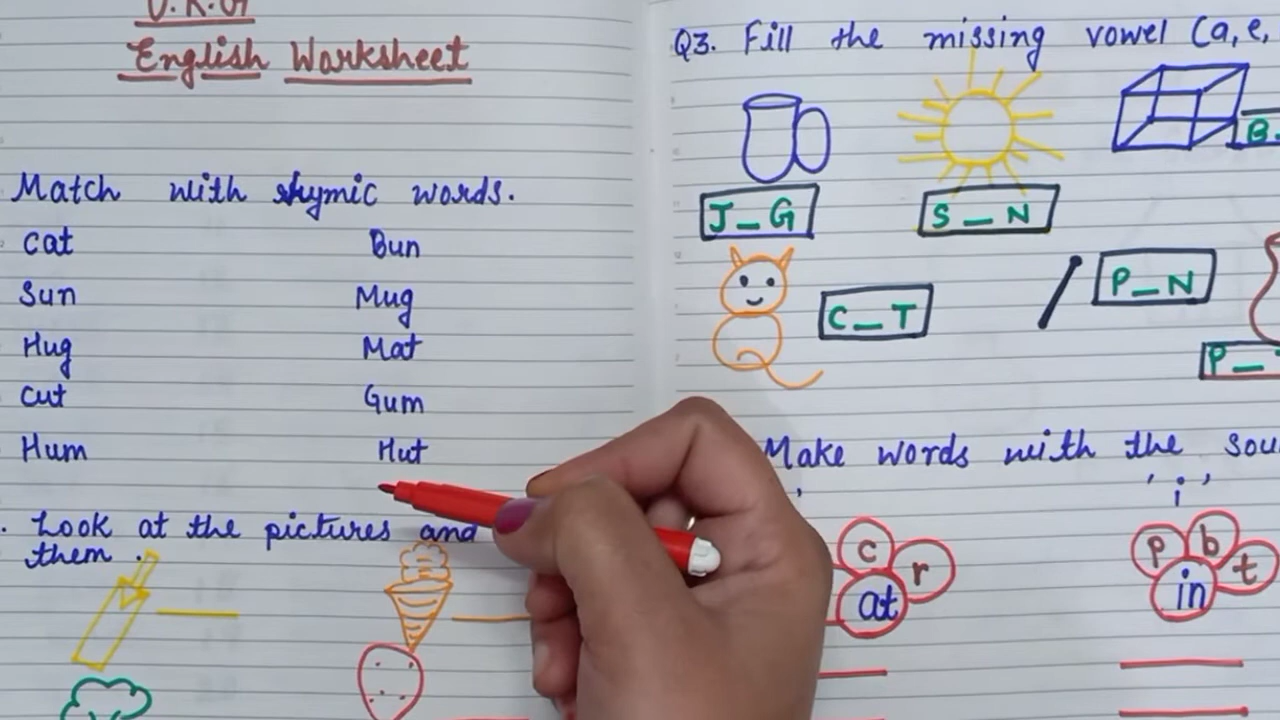 U.K.G
English Worksheet
Match with rhymic words.
Cat Bun
Sun Mug
Hug Mat
Cut Gum
Hum Hut
. Look at the pictures and
them.
Q3. Fill the missing vowel (a,e,
B.
J_G
S_N
C_T
P_N
P_
Make words with the sou
' 'i'
c r
at
p b t
in